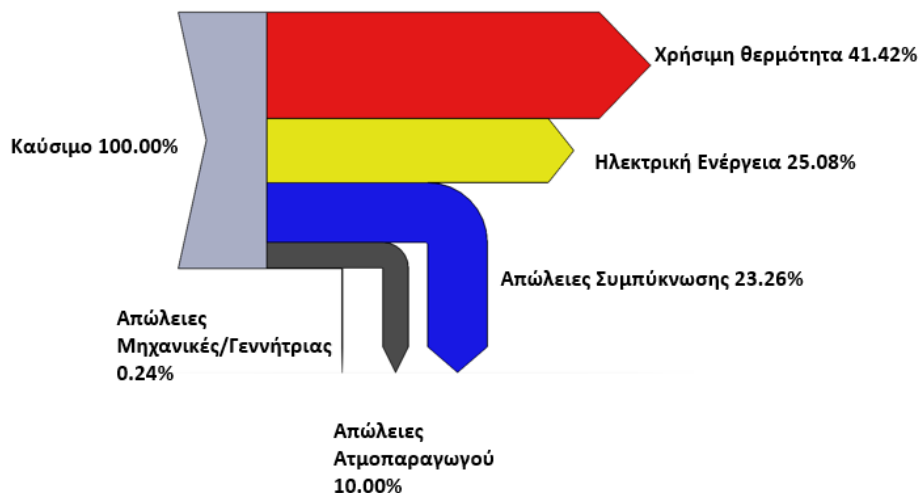 Χρήσιμη θερμότητα 41.42%
Καύσιμο 100.00%
Ηλεκτρική Ενέργεια 25.08%
Απώλειες Συμπύκνωσης 23.26%
Απώλειες
Μηχανικές/Γεννήτριας
0.24%
Απώλειες
Ατμοπαραγωγού
10.00%